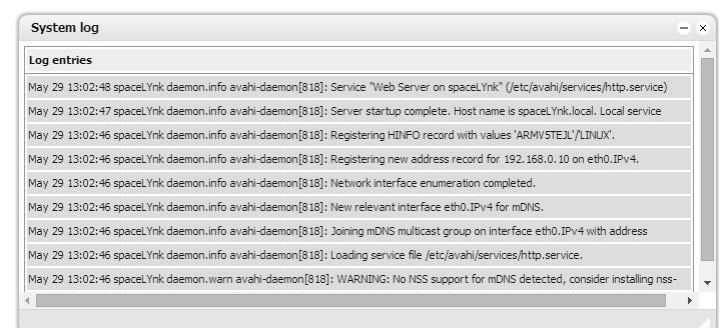 System log
Log entries
May 29 13:02:48 spaceLYnk daemon.info avahi-daemon[818]: Service "Web Server on spaceLYnk" (/etc/avahi/services/http.service)
May 29 13:02:47 spaceLYnk daemon.info avahi-daemon[818]: Server startup complete. Host name is spaceLYnk.local. Local service
May 29 13:02:46 spaceLYnk daemon.info avahi-daemon[818]: Registering HINFO record with values 'ARMV5TEJL'/'LINUX'.
May 29 13:02:46 spaceLYnk daemon.info avahi-daemon[818]: Registering new address record for 192.168.0.10 on eth0.IPv4.
May 29 13:02:46 spaceLYnk daemon.info avahi-daemon[818]: Network interface enumeration completed.
May 29 13:02:46 spaceLYnk daemon.info avahi-daemon[818]: New relevant interface eth0.IPv4 for mDNS.
May 29 13:02:46 spaceLYnk daemon.info avahi-daemon[818]: Joining mDNS multicast group on interface eth0.IPv4 with address
May 29 13:02:46 spaceLYnk daemon.info avahi-daemon[818]: Loading service file /etc/avahi/services/http.service.
May 29 13:02:46 spaceLYnk daemon.warn avahi-daemon[818]: WARNING: No NSS support for mDNS detected, consider installing nss-